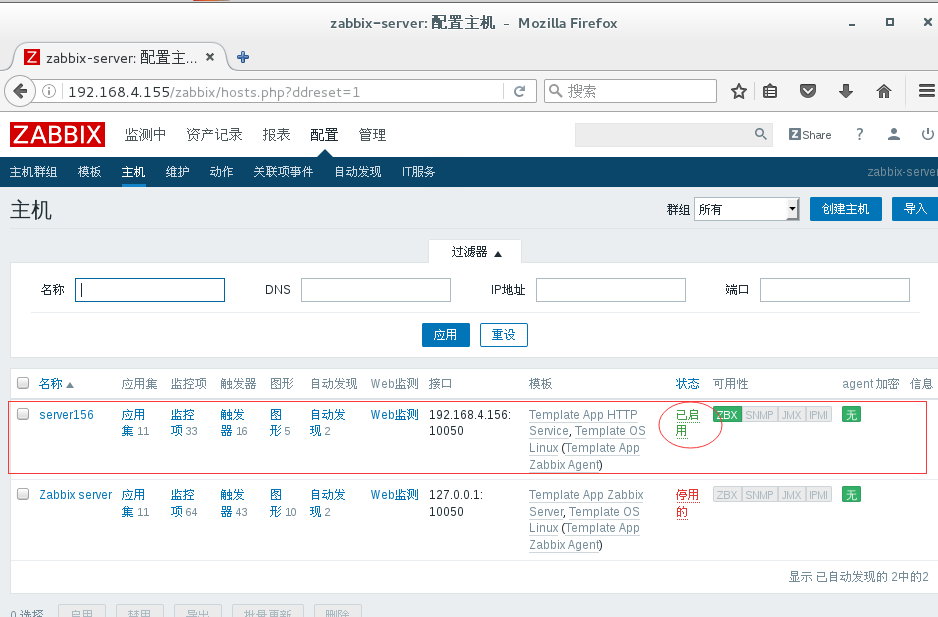 zabbix-server: 配置主机 - Mozilla Firefox
zabbix-server: 配置主...
192.168.4.155/zabbix/hosts.php?ddreset=1
搜索
ZABBIX 监测中 资产记录 报表 配置 管理 Z Share ?
主机群组 模板 主机 维护 动作 关联项事件 自动发现 IT服务 zabbix-server
主机 群组 所有 创建主机 导入
过滤器 ▲
名称 DNS IP地址 端口
应用 重设
名称 ▲ 应用集 监控项 触发器 图形 自动发现 Web监测 接口 模板 状态 可用性 agent 加密 信息
server156 应用 监控 触发 图 自动发 Web监测 192.168.4.156: Template App HTTP 已启 ZBX SNMP JMX IPMI 无
集 11 项 33 器 16 形 5 现 2 10050 Service, Template OS 用
Linux (Template App
Zabbix Agent)
Zabbix server 应用 监控 触发 图 自动发 Web监测 127.0.0.1: Template App Zabbix 停用 ZBX SNMP JMX IPMI 无
集 11 项 64 器 43 形 10 现 2 10050 Server, Template OS 的
Linux (Template App
Zabbix Agent)
显示 已自动发现的 2中的2
0 选择 启用 禁用 导出 批量更新 删除